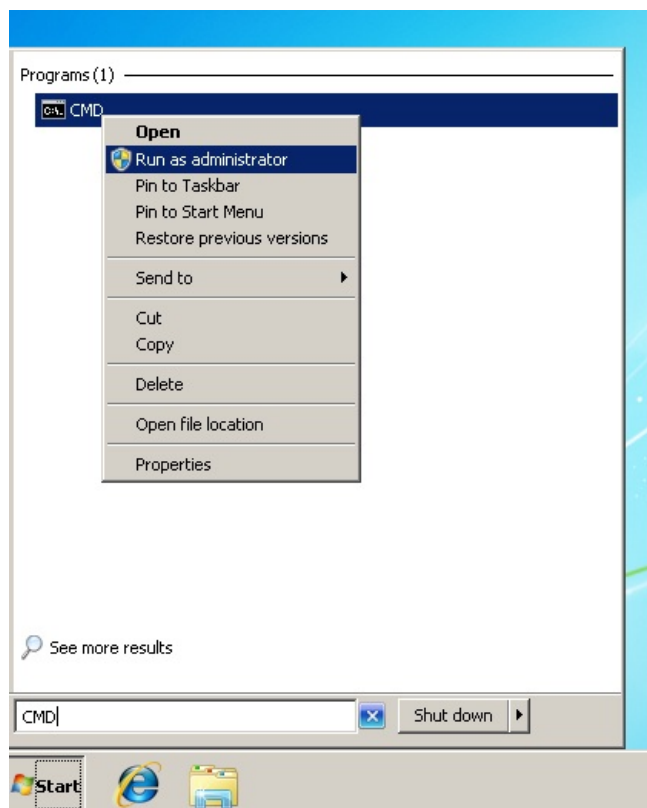 Programs (1)
CMD
Open
Run as administrator
Pin to Taskbar
Pin to Start Menu
Restore previous versions
Send to
Cut
Copy
Delete
Open file location
Properties
See more results
CMD
Shut down
Start